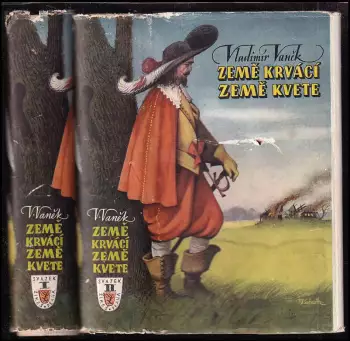 Vladimír Vaněk
ZEMĚ KRVÁCÍ
ZEMĚ KVETE
V. Vaněk
ZEMĚ
KRVÁCÍ
ZEMĚ
KVETE
SVAZEK
I
V. Vaněk
ZEMĚ
KRVÁCÍ
ZEMĚ
KVETE
SVAZEK
II